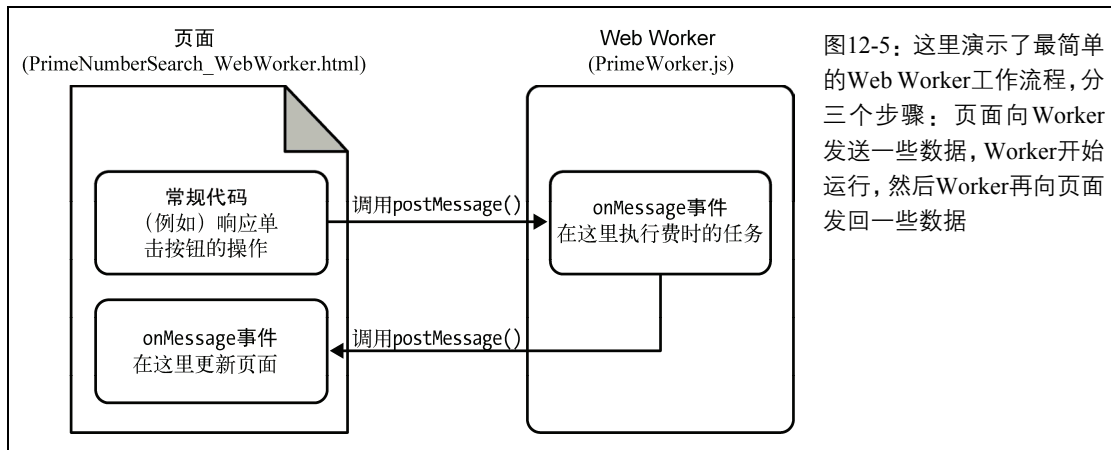 页面
(PrimeNumberSearch_WebWorker.html)
Web Worker
(PrimeWorker.js)
常规代码
（例如）响应单
击按钮的操作
调用postMessage()
onMessage事件
在这里执行费时的任务
onMessage事件
在这里更新页面
调用postMessage()
图12-5：这里演示了最简单
的Web Worker工作流程，分
三个步骤：页面向Worker
发送一些数据，Worker开始
运行，然后Worker再向页面
发回一些数据